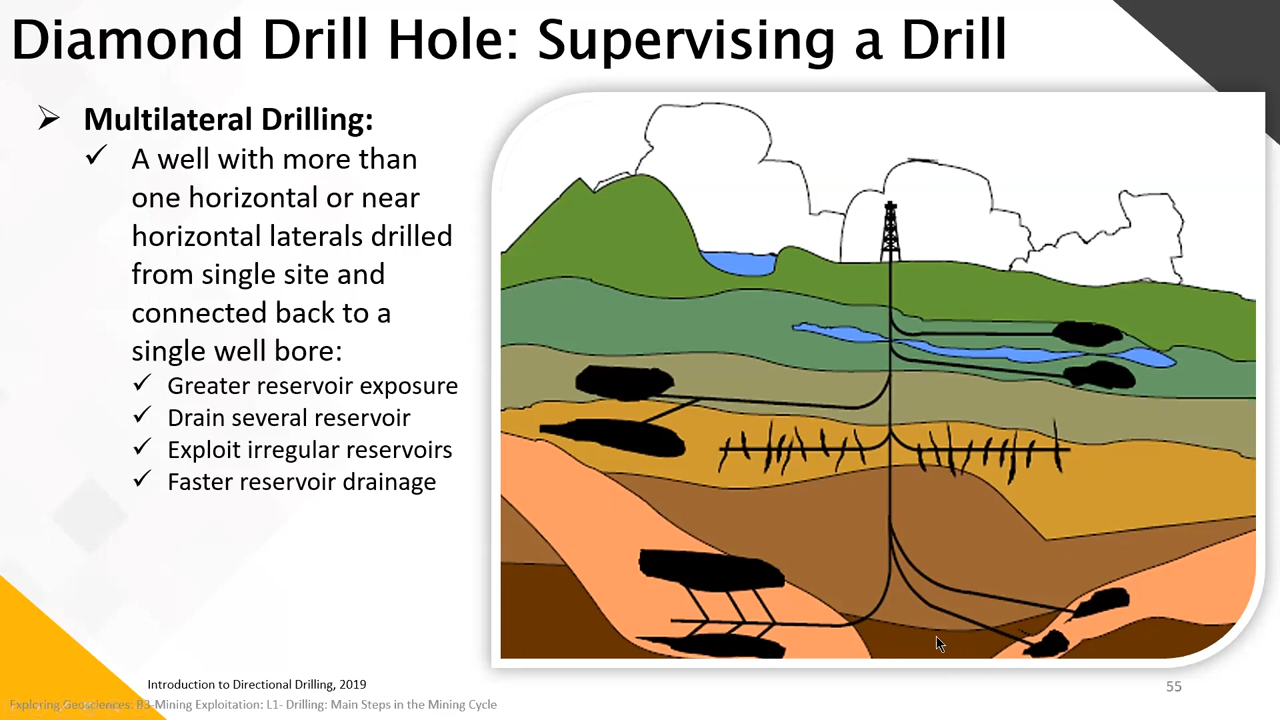 Diamond Drill Hole: Supervising a Drill
Multilateral Drilling:
A well with more than
one horizontal or near
horizontal laterals drilled
from single site and
connected back to a
single well bore:
Greater reservoir exposure
Drain several reservoir
Exploit irregular reservoirs
Faster reservoir drainage
Introduction to Directional Drilling, 2019
55
Exploring Geosciences: B3-Mining Exploitation: L1- Drilling: Main Steps in the Mining Cycle